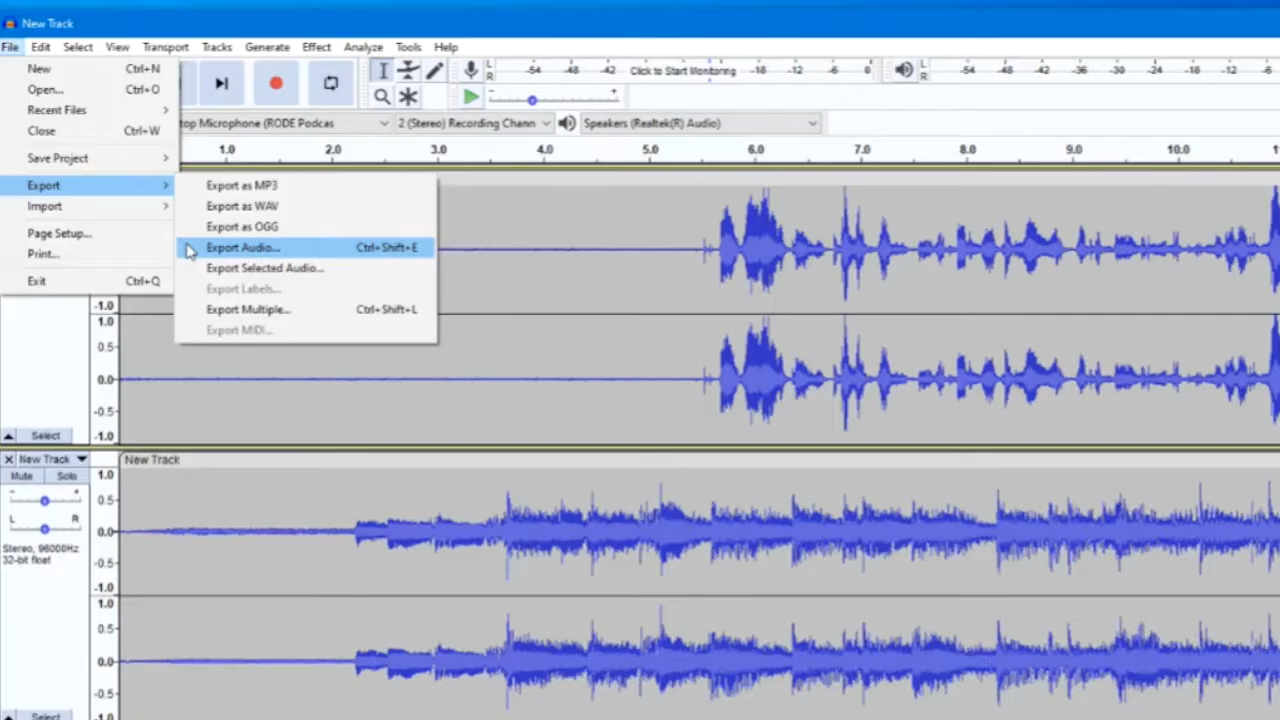 New Track
File Edit Select View Transport Tracks Generate Effect Analyze Tools Help
New Ctrl+N
Open... Ctrl+O
Recent Files
Close Ctrl+W
Save Project
Export
Import
Page Setup...
Print...
Exit Ctrl+Q
Export as MP3
Export as WAV
Export as OGG
Export Audio... Ctrl+Shift+E
Export Selected Audio...
Export Labels...
Export Multiple... Ctrl+Shift+L
Export MIDI...
L R -54 -48 -42 Click to Start Monitoring -18 -12 -6 0
L R -54 -48 -42 -36 -30 -24 -18 -12 -6
top Microphone (RODE Podcas 2 (Stereo) Recording Chann Speakers (Realtek(R) Audio)
1.0 2.0 3.0 4.0 5.0 6.0 7.0 8.0 9.0 10.0 11
-1.0
1.0
0.5
0.0
-0.5
-1.0
Select
New Track New Track
Mute Solo
- +
L R
Stereo, 96000Hz
32-bit float
1.0
0.5
0.0
-0.5
-1.0
1.0
0.5
0.0
-0.5
-1.0
Select